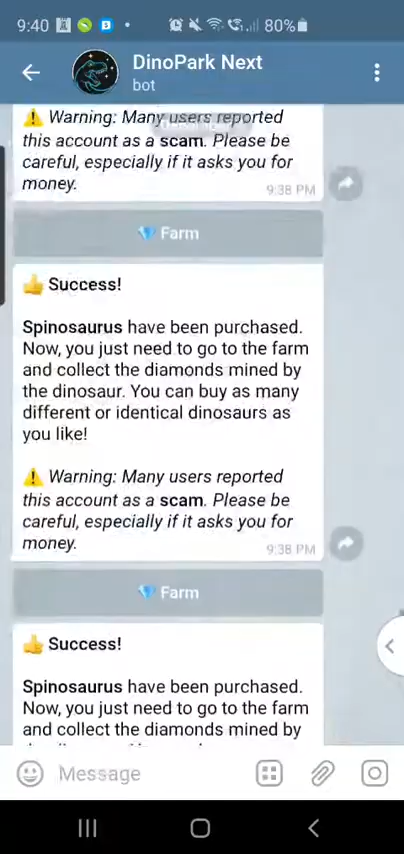 9:40
80%
DinoPark Next
bot
⚠️ Warning: Many users reported
this account as a scam. Please be
careful, especially if it asks you for
money.
9:38 PM
💎 Farm
👍 Success!
Spinosaurus have been purchased.
Now, you just need to go to the farm
and collect the diamonds mined by
the dinosaur. You can buy as many
different or identical dinosaurs as
you like!
⚠️ Warning: Many users reported
this account as a scam. Please be
careful, especially if it asks you for
money.
9:38 PM
💎 Farm
👍 Success!
Spinosaurus have been purchased.
Now, you just need to go to the farm
and collect the diamonds mined by
Message